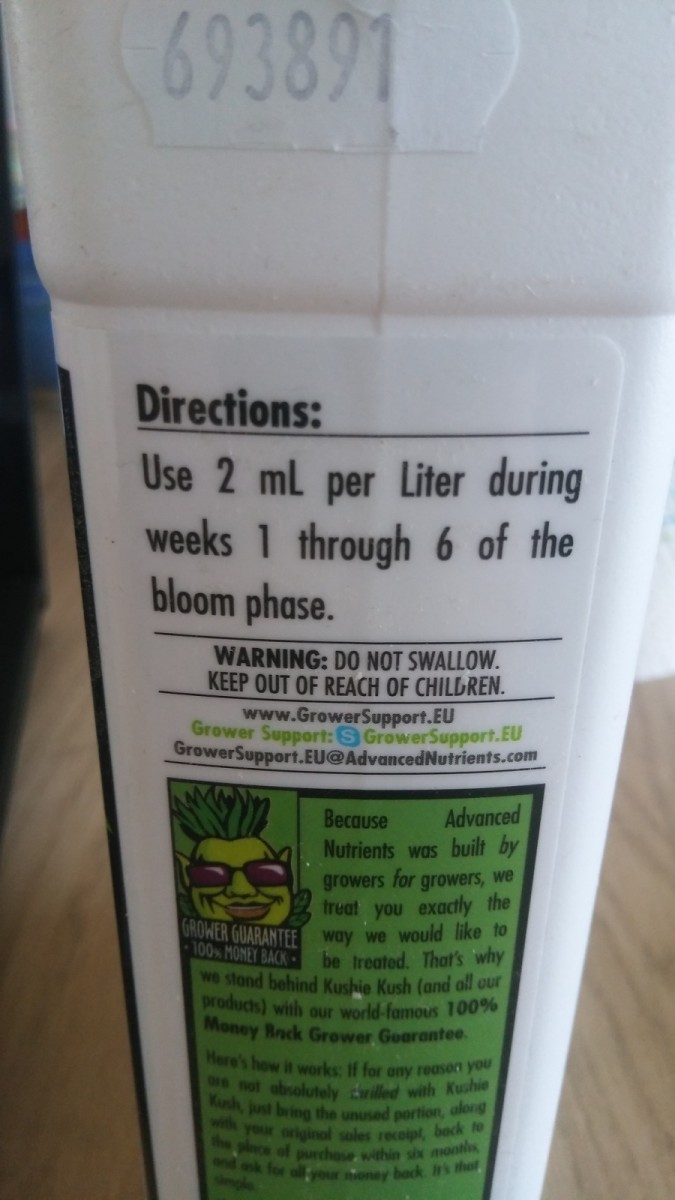 693891
Directions:
Use 2 mL per Liter during
weeks 1 through 6 of the
bloom phase.
WARNING: DO NOT SWALLOW.
KEEP OUT OF REACH OF CHILDREN.
www.GrowerSupport.EU
Grower Support: S GrowerSupport.EU
GrowerSupport.EU@AdvancedNutrients.com
GROWER GUARANTEE
• 100% MONEY BACK •
Because Advanced
Nutrients was built by
growers for growers, we
treat you exactly the
way we would like to
be treated. That's why
we stand behind Kushie Kush (and all our
products) with our world-famous 100%
Money Back Grower Guarantee.
Here's how it works: If for any reason you
are not absolutely thrilled with Kushie
Kush, just bring the unused portion, along
with your original sales receipt, back to
the place of purchase within six months,
and ask for all your money back. It's that
simple.